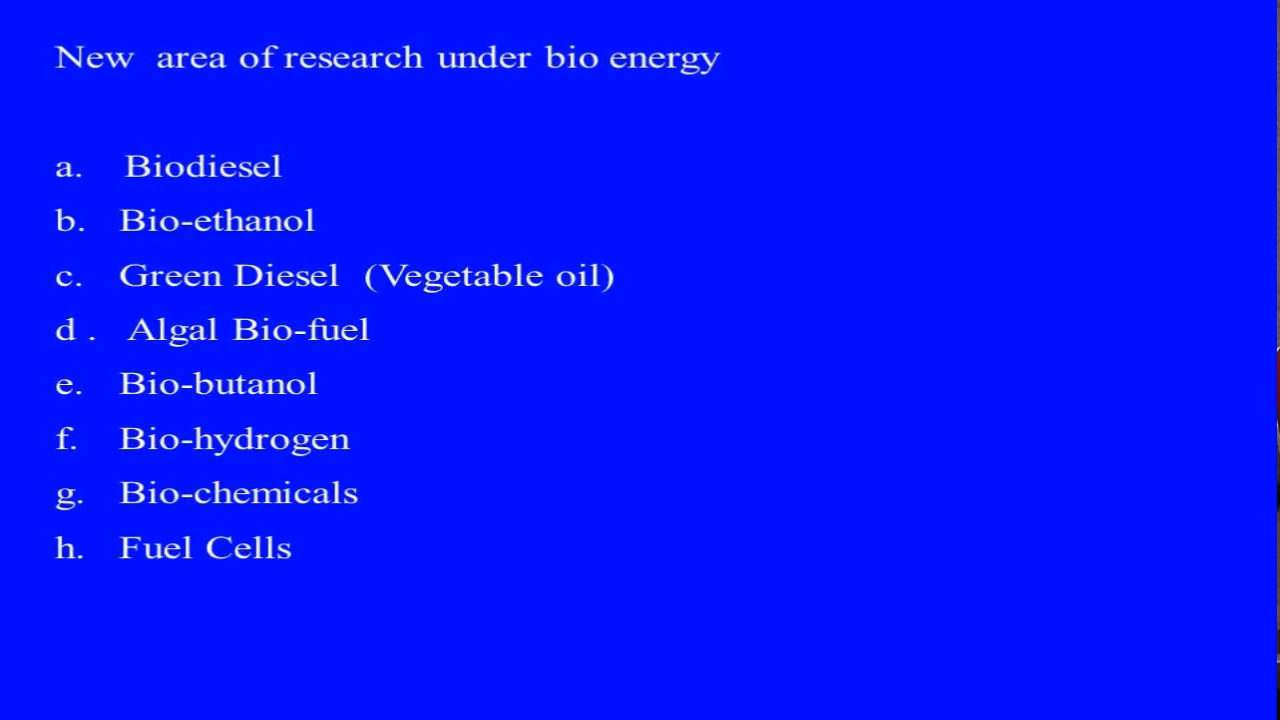 New area of research under bio energy
a. Biodiesel
b. Bio-ethanol
c. Green Diesel (Vegetable oil)
d . Algal Bio-fuel
e. Bio-butanol
f. Bio-hydrogen
g. Bio-chemicals
h. Fuel Cells